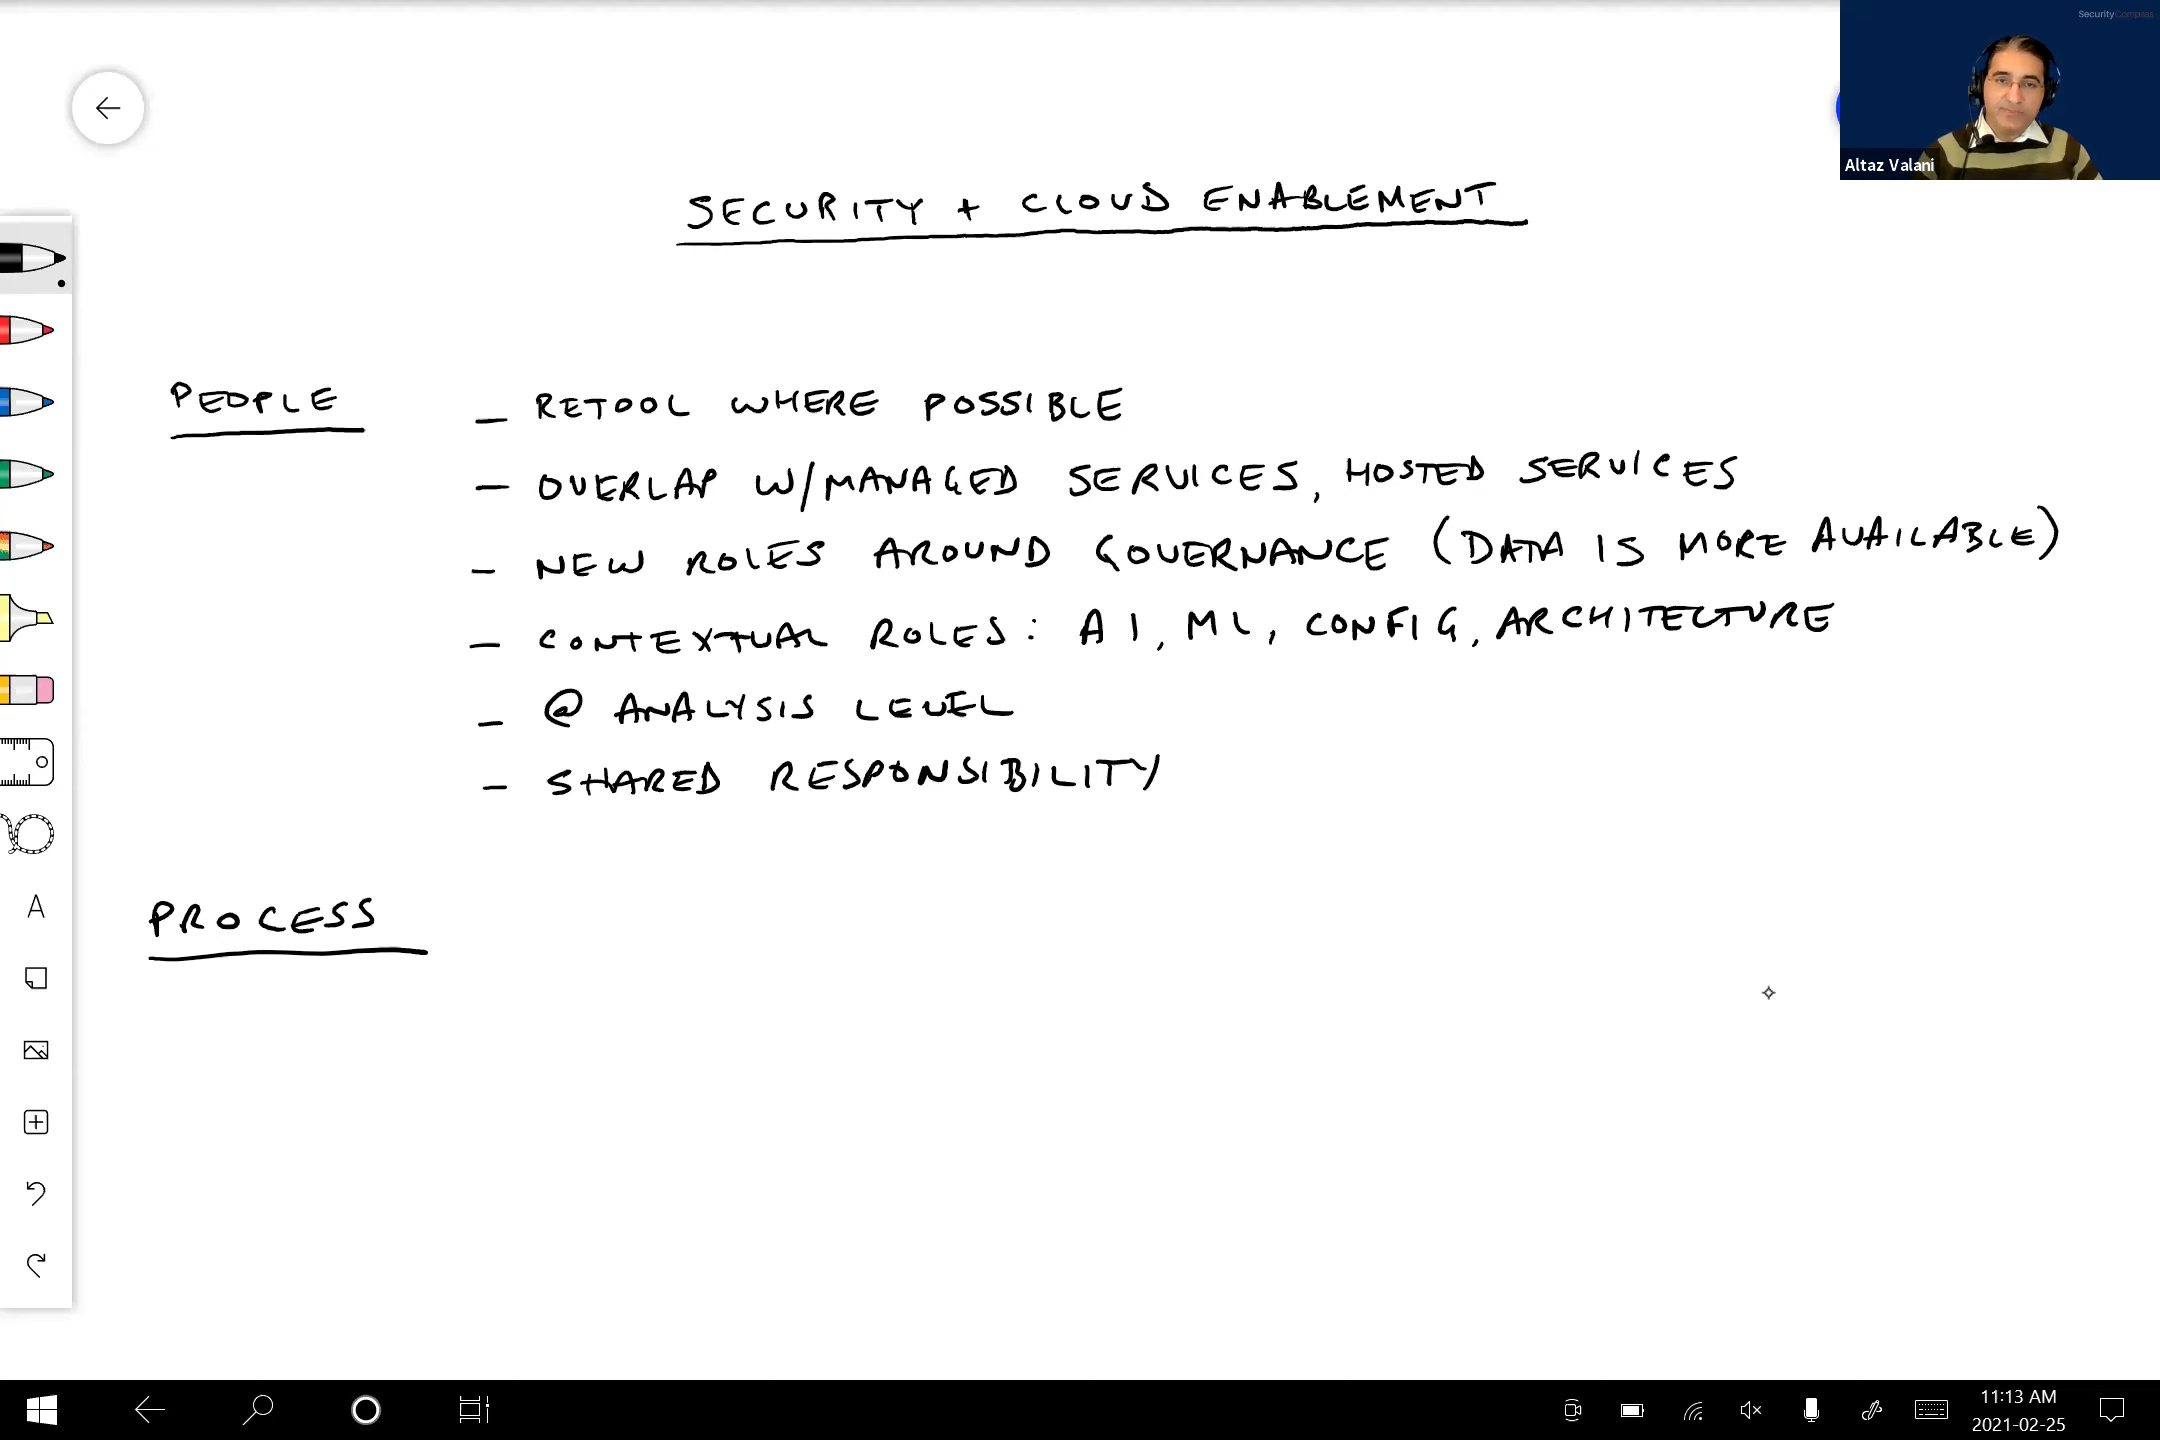 SecurityCompass
Altaz Valani
SECURITY + CLOUD ENABLEMENT
PEOPLE
- RETOOL WHERE POSSIBLE
- OVERLAP W/MANAGED SERVICES, HOSTED SERVICES
- NEW ROLES AROUND GOVERNANCE (DATA IS MORE AVAILABLE)
- CONTEXTUAL ROLES: AI, ML, CONFIG, ARCHITECTURE
- @ ANALYSIS LEVEL
- SHARED RESPONSIBILITY
PROCESS
A
11:13 AM
2021-02-25